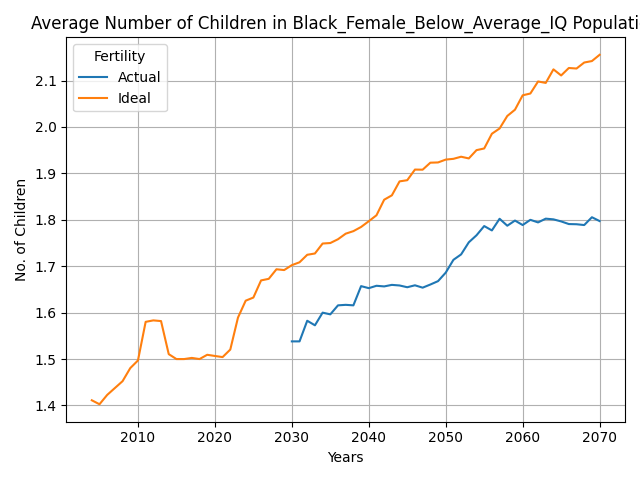 Average Number of Children in Black_Female_Below_Average_IQ Populati
Fertility
Actual
Ideal
2.1
2.0
1.9
1.8
1.7
1.6
1.5
1.4
No. of Children
2010 2020 2030 2040 2050 2060 2070
Years